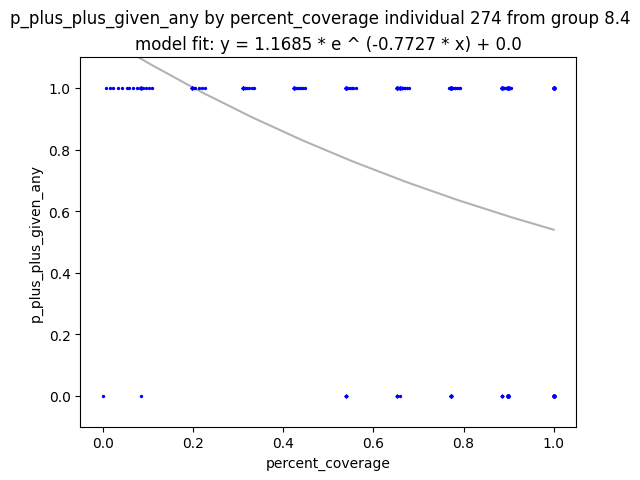 p_plus_plus_given_any by percent_coverage individual 274 from group 8.4
model fit: y = 1.1685 * e ^ (-0.7727 * x) + 0.0
1.0
0.8
0.6
0.4
0.2
0.0
p_plus_plus_given_any
0.0 0.2 0.4 0.6 0.8 1.0
percent_coverage